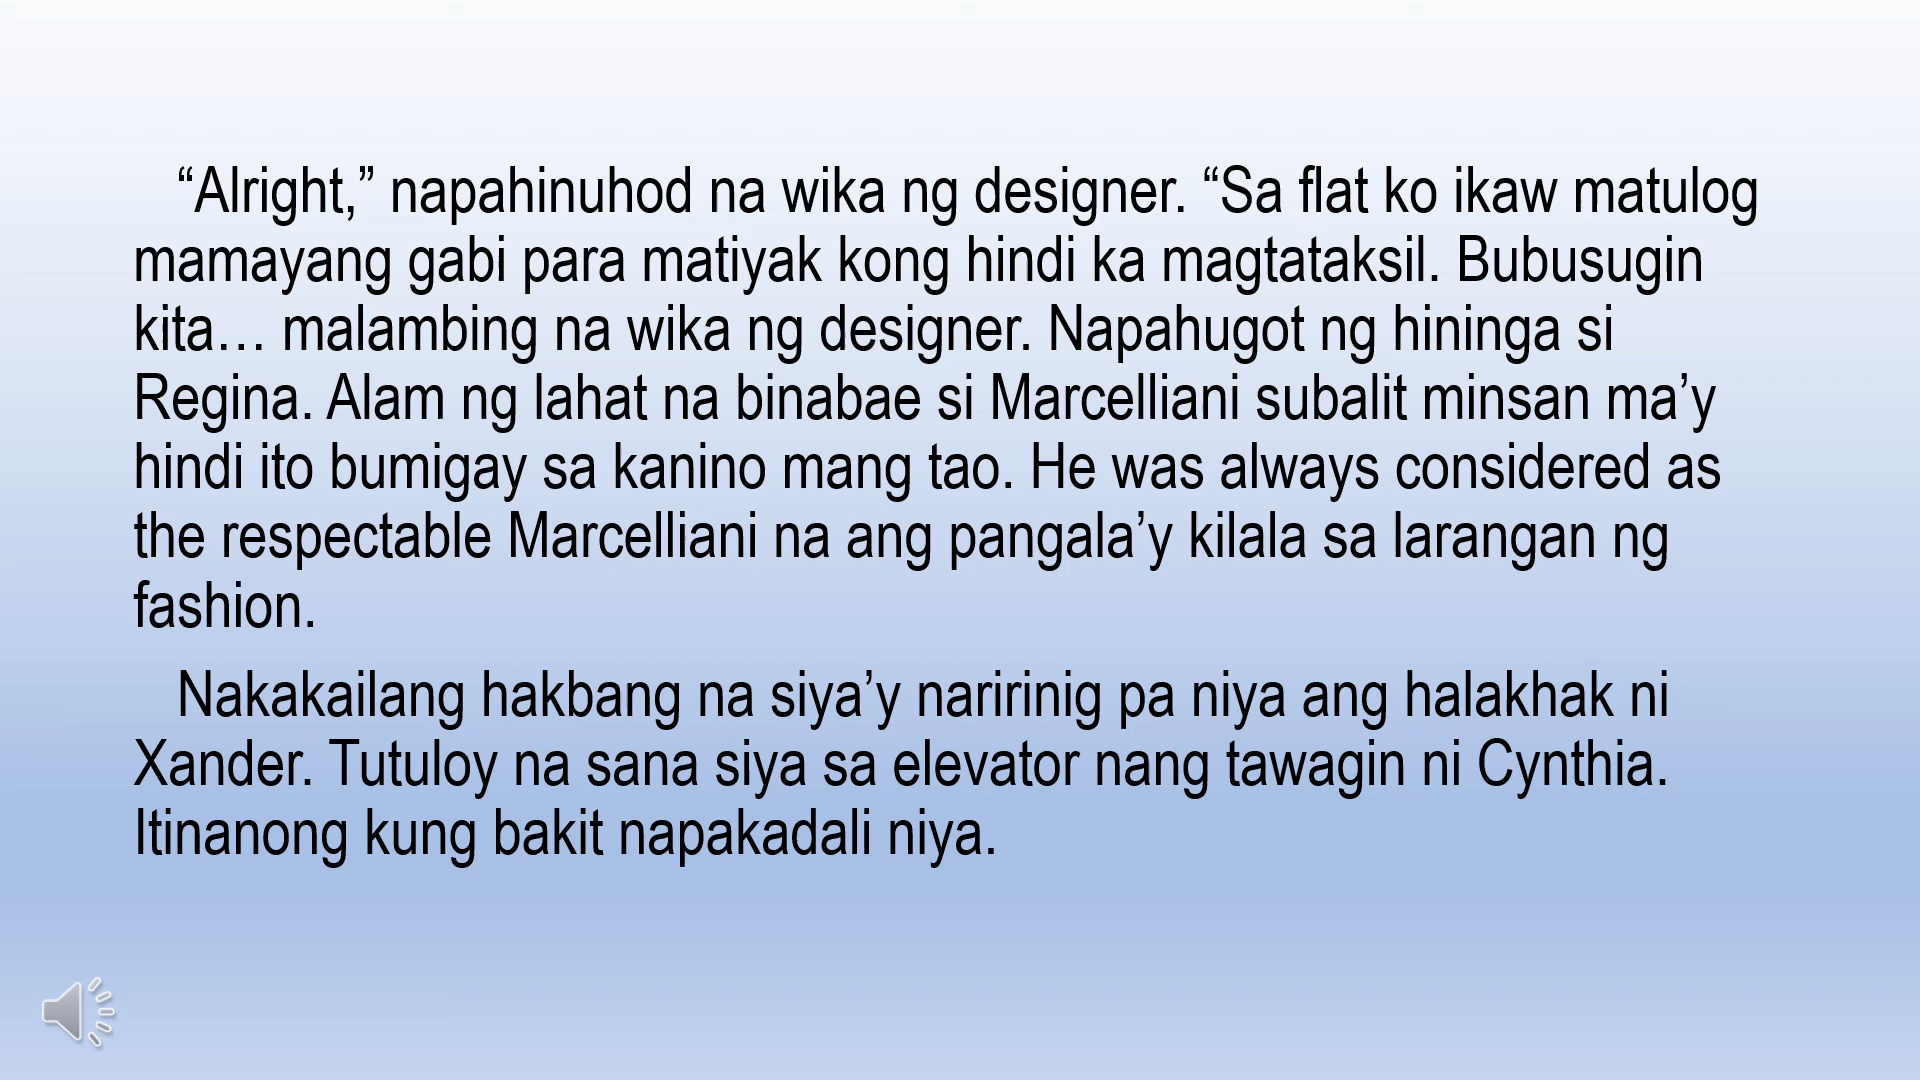 “Alright,” napahinuhod na wika ng designer. “Sa flat ko ikaw matulog
mamayang gabi para matiyak kong hindi ka magtataksil. Bubusugin
kita… malambing na wika ng designer. Napahugot ng hininga si
Regina. Alam ng lahat na binabae si Marcelliani subalit minsan ma’y
hindi ito bumigay sa kanino mang tao. He was always considered as
the respectable Marcelliani na ang pangala’y kilala sa larangan ng
fashion.
Nakakailang hakbang na siya’y naririnig pa niya ang halakhak ni
Xander. Tutuloy na sana siya sa elevator nang tawagin ni Cynthia.
Itinanong kung bakit napakadali niya.